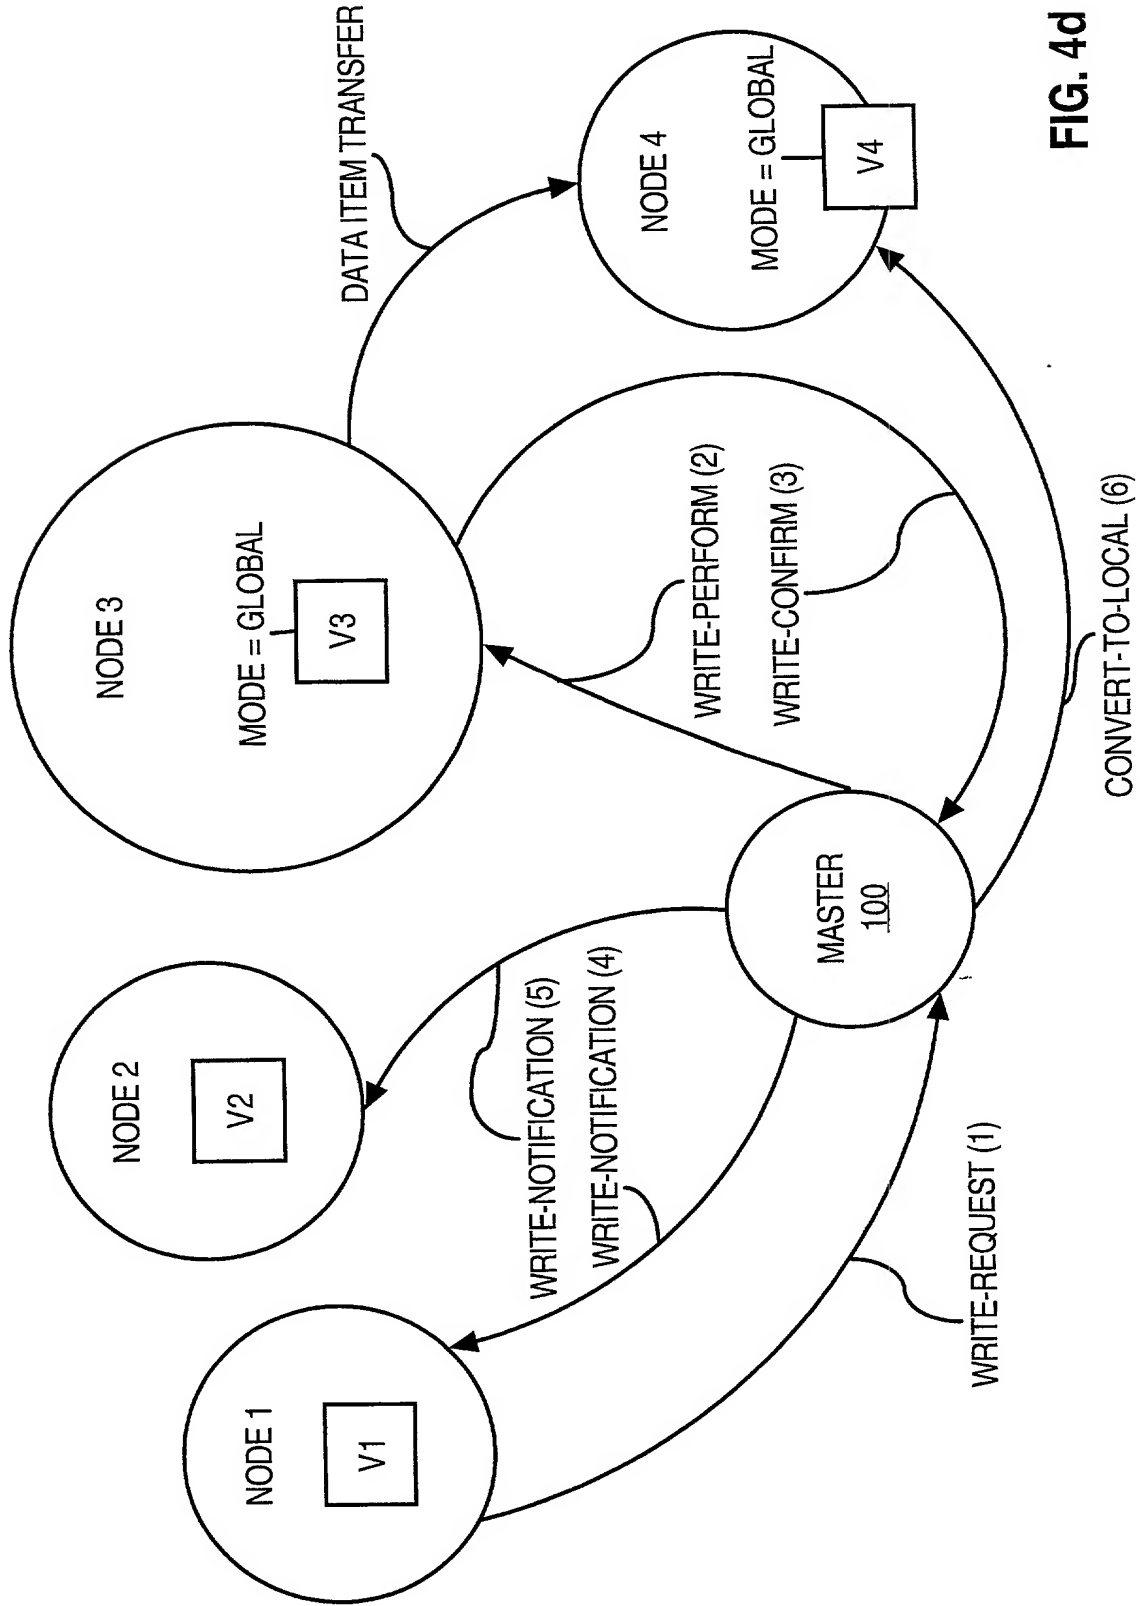 NODE 1
V1
NODE 2
V2
NODE 3
MODE = GLOBAL
V3
DATA ITEM TRANSFER
NODE 4
MODE = GLOBAL
V4
WRITE-NOTIFICATION (5)
WRITE-NOTIFICATION (4)
WRITE-PERFORM (2)
WRITE-CONFIRM (3)
MASTER
100
WRITE-REQUEST (1)
CONVERT-TO-LOCAL (6)
FIG. 4d